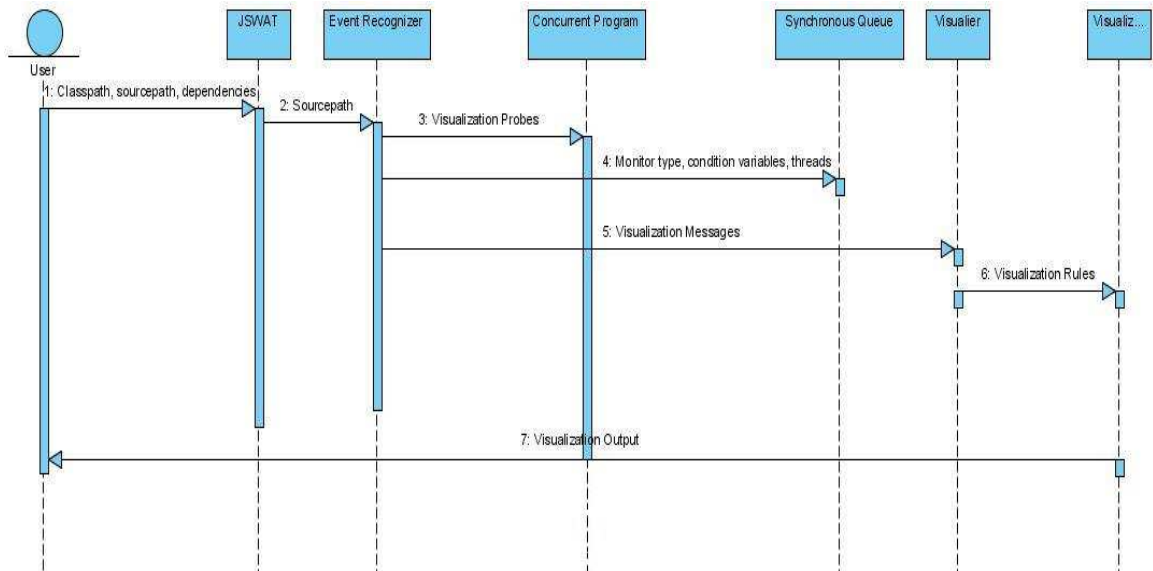 JSWAT
Event Recognizer
Concurrent Program
Synchronous Queue
Visualier
Visualiz...
User
1: Classpath, sourcepath, dependencies
2: Sourcepath
3: Visualization Probes
4: Monitor type, condition variables, threads
5: Visualization Messages
6: Visualization Rules
7: Visualization Output